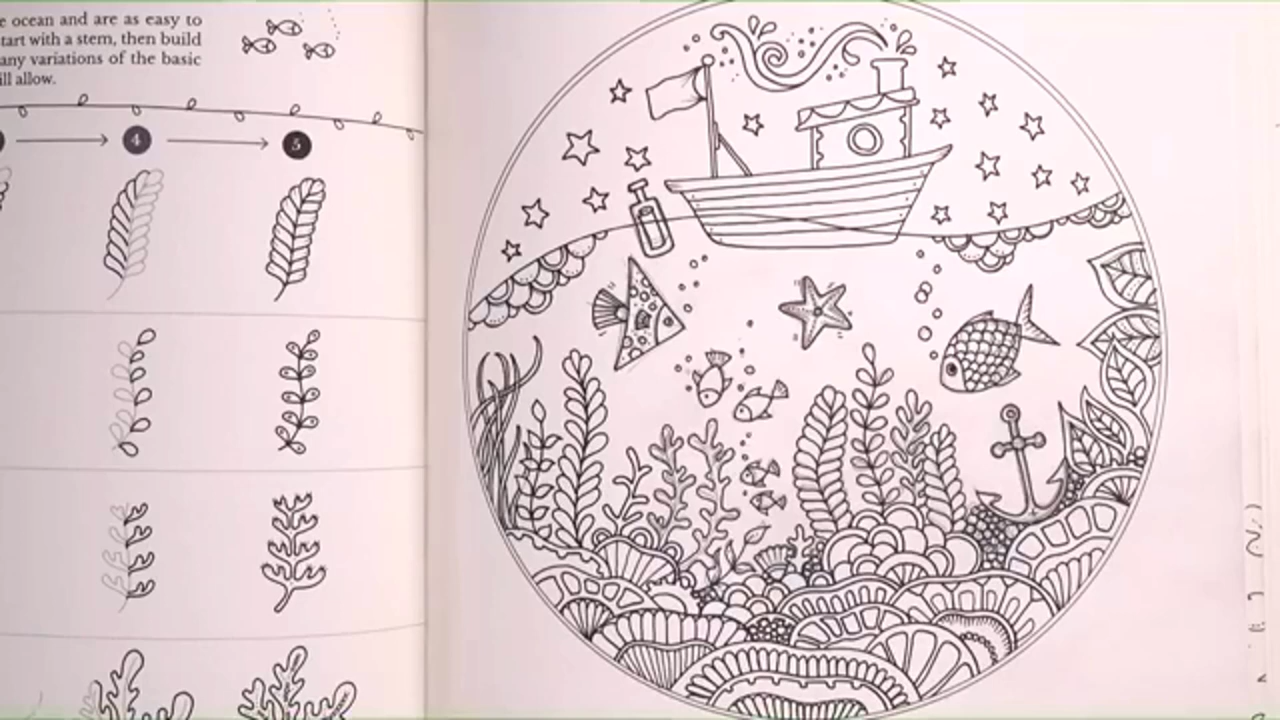 e ocean and are as easy to
tart with a stem, then build
any variations of the basic
ill allow.
4
5